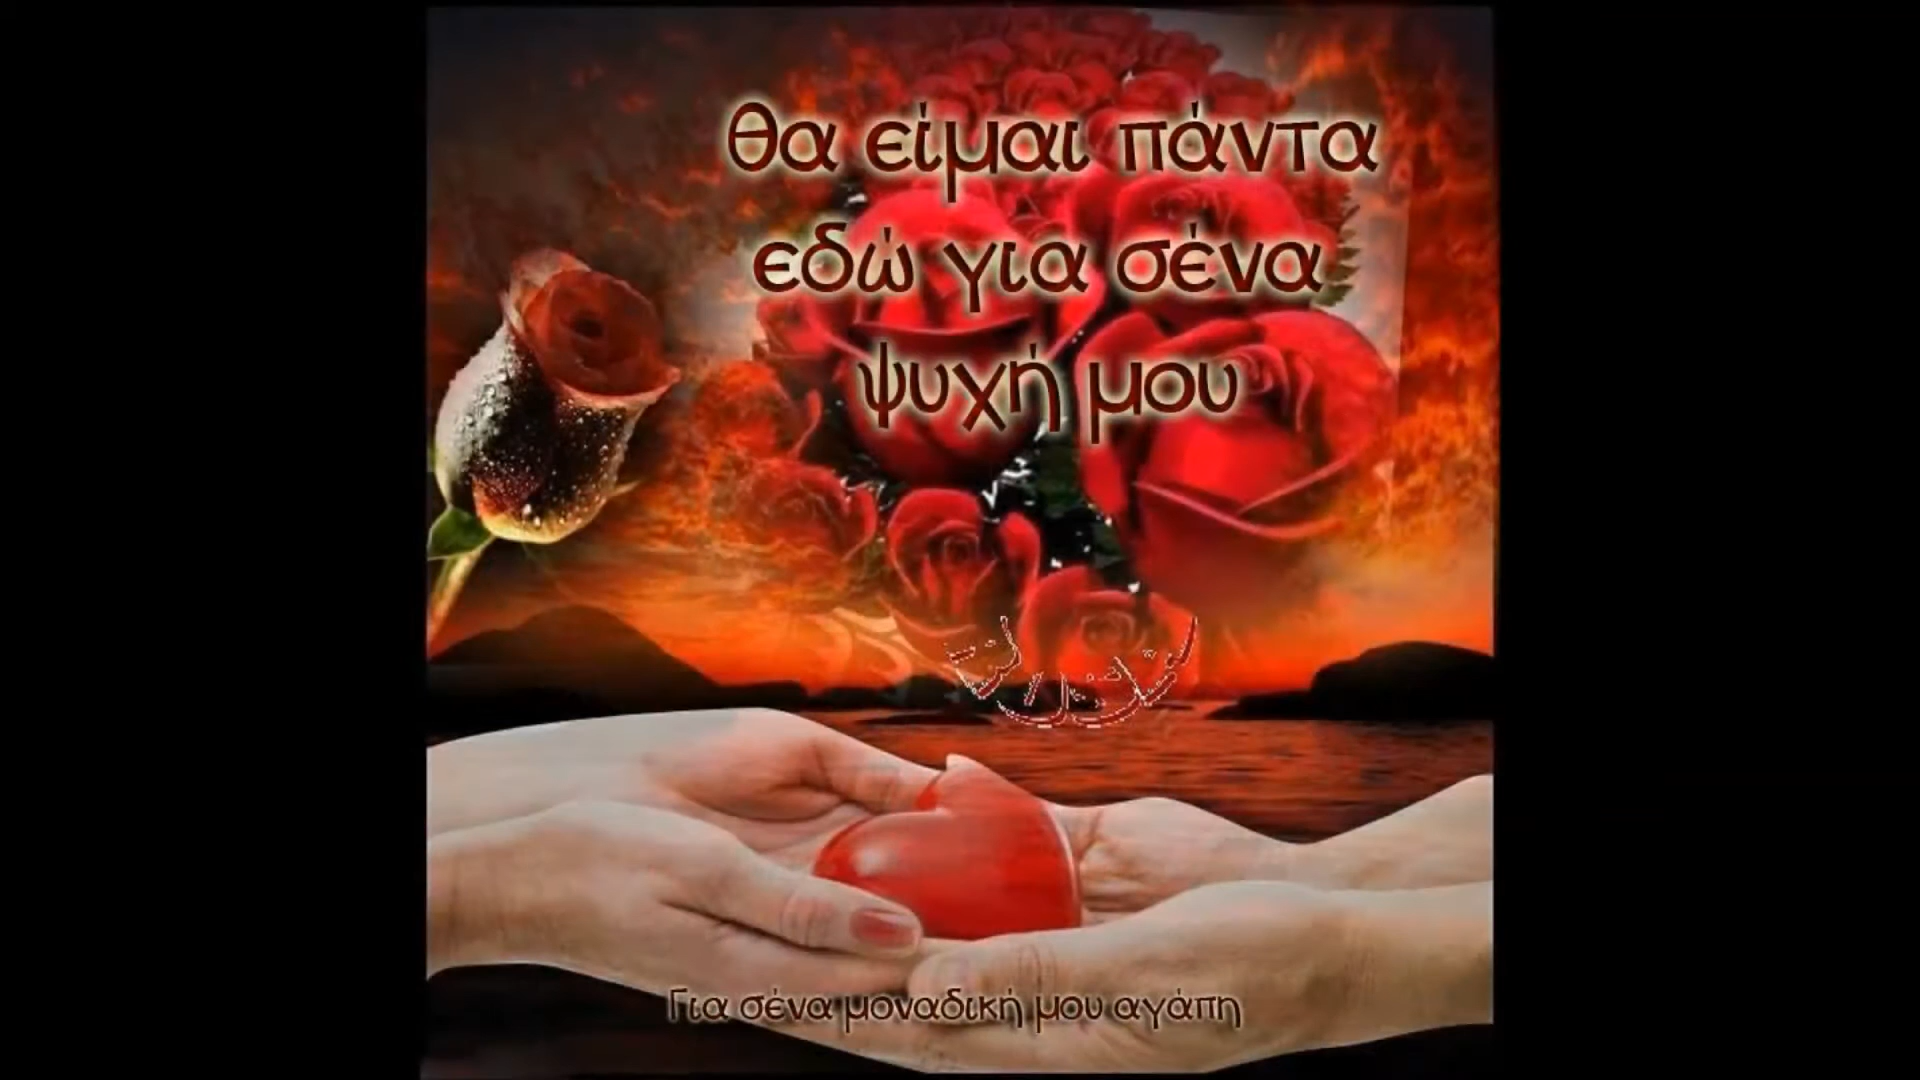 θα είμαι πάντα
εδώ για σένα
ψυχή μου
Για σένα μοναδική μου αγάπη